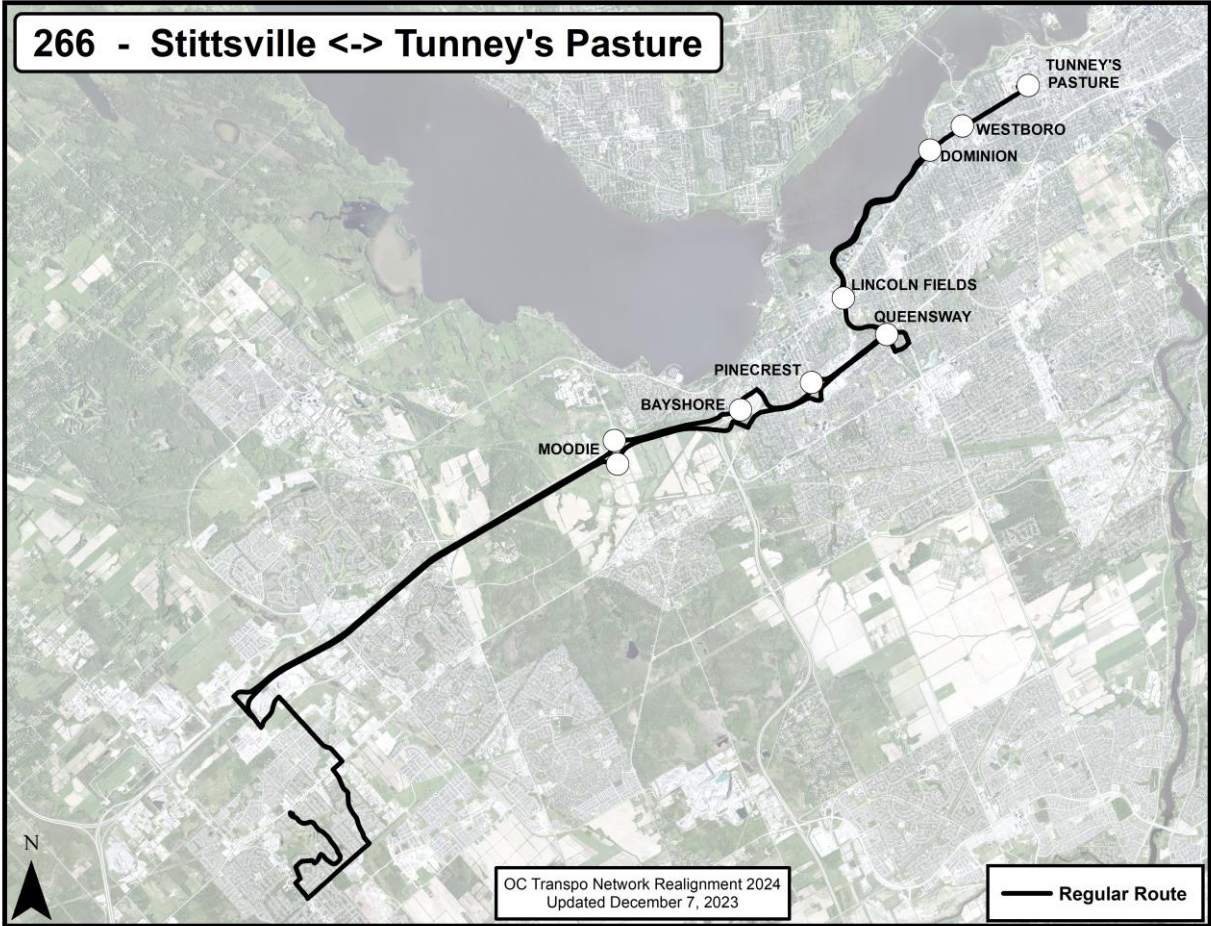 266 - Stittsville <-> Tunney's Pasture
TUNNEY'S
PASTURE
WESTBORO
DOMINION
LINCOLN FIELDS
QUEENSWAY
PINECREST
BAYSHORE
MOODIE
N
OC Transpo Network Realignment 2024
Updated December 7, 2023
Regular Route